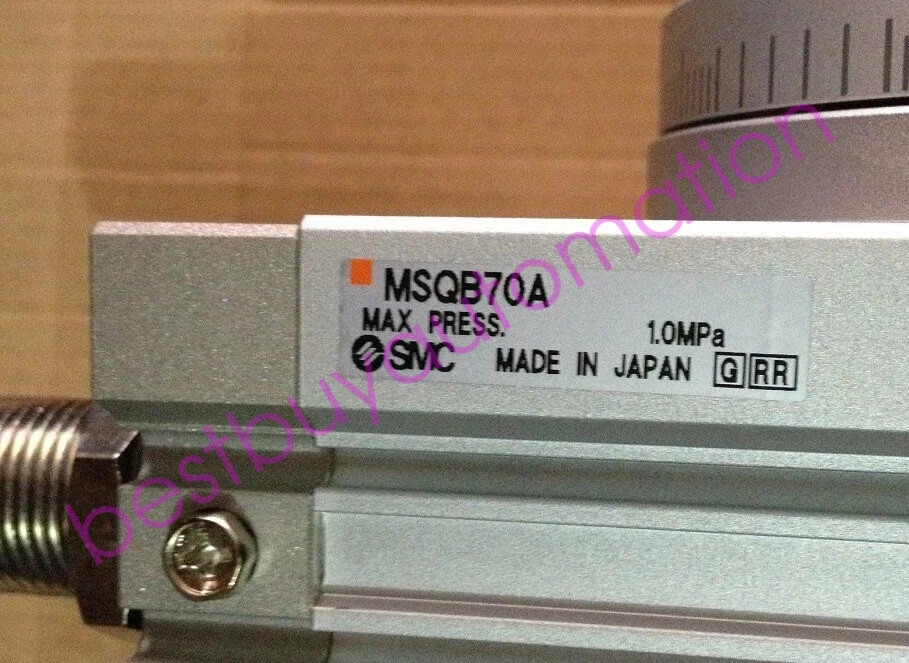 MSQB70A
MAX PRESS. 1.0MPa
SMC MADE IN JAPAN G RR
bestbuyautomation